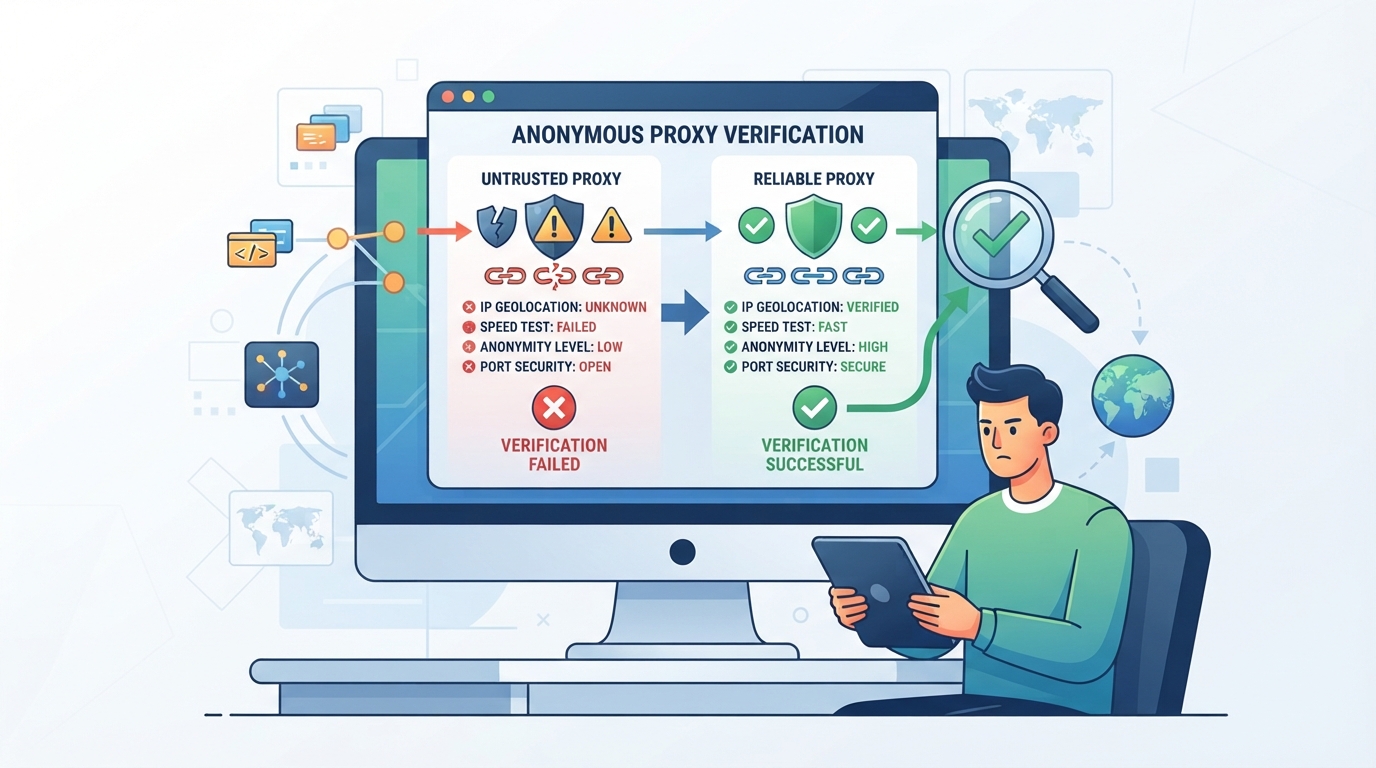 ANONYMOUS PROXY VERIFICATION
UNTRUSTED PROXY
IP GEOLOCATION: UNKNOWN
SPEED TEST: FAILED
ANONYMITY LEVEL: LOW
PORT SECURITY: OPEN
VERIFICATION
FAILED
RELIABLE PROXY
IP GEOLOCATION: VERIFIED
SPEED TEST: FAST
ANONYMITY LEVEL: HIGH
PORT SECURITY: SECURE
VERIFICATION
SUCCESSFUL
</>